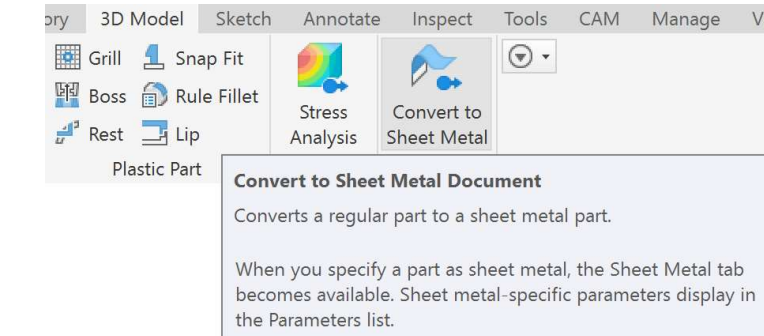 ory 3D Model Sketch Annotate Inspect Tools CAM Manage V
Grill Snap Fit
Boss Rule Fillet
Rest Lip
Plastic Part
Stress
Analysis
Convert to
Sheet Metal
Convert to Sheet Metal Document
Converts a regular part to a sheet metal part.
When you specify a part as sheet metal, the Sheet Metal tab
becomes available. Sheet metal-specific parameters display in
the Parameters list.